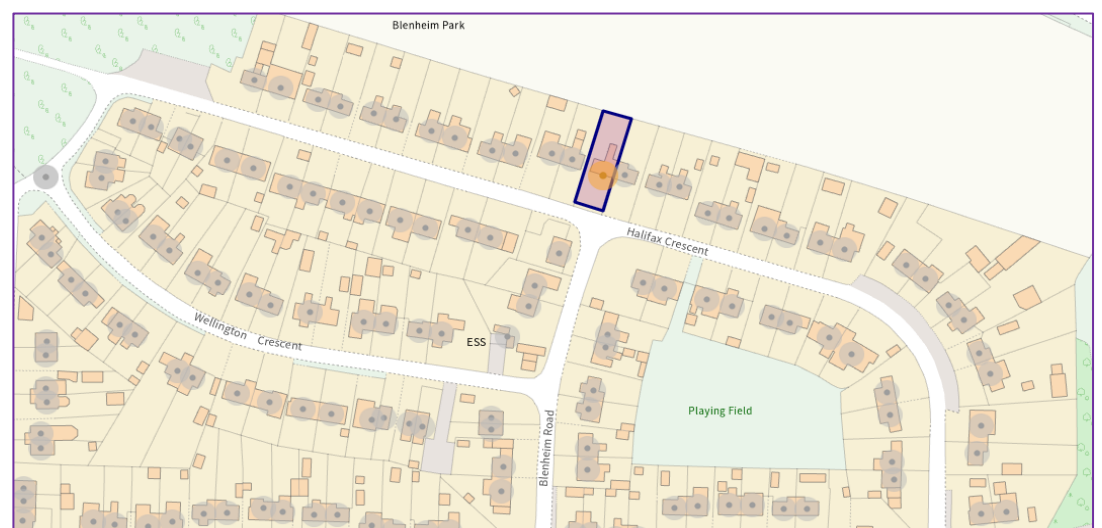 Blenheim Park
Halifax Crescent
Wellington Crescent
ESS
Playing Field
Blenheim Road